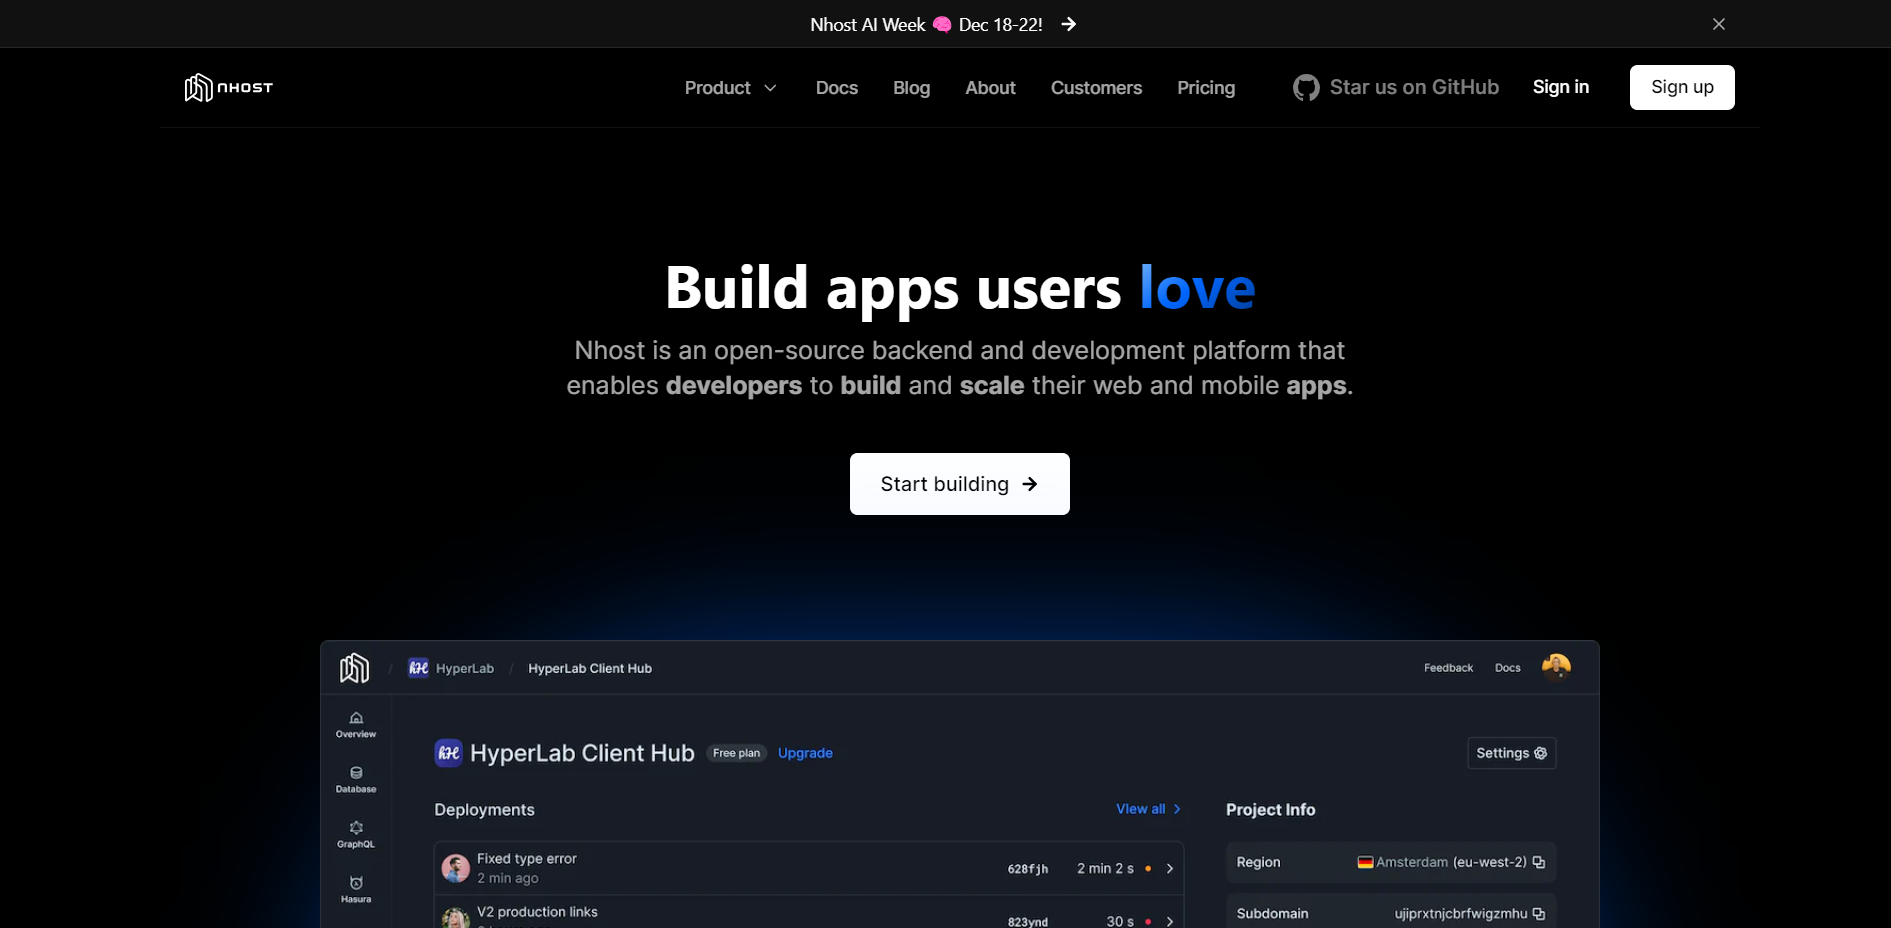 Nhost AI Week 🧠 Dec 18-22! →
nhost
Product Docs Blog About Customers Pricing Star us on GitHub Sign in Sign up
Build apps users love
Nhost is an open-source backend and development platform that
enables developers to build and scale their web and mobile apps.
Start building →
HyperLab / HyperLab Client Hub Feedback Docs
Overview
Database
GraphQL
Hasura
HyperLab Client Hub Free plan Upgrade Settings
Deployments View all
Fixed type error
2 min ago
628fjh 2 min 2 s
V2 production links
823ynd 30 s
Project Info
Region Amsterdam (eu-west-2)
Subdomain ujiprxtnjcbrfwigzmhu